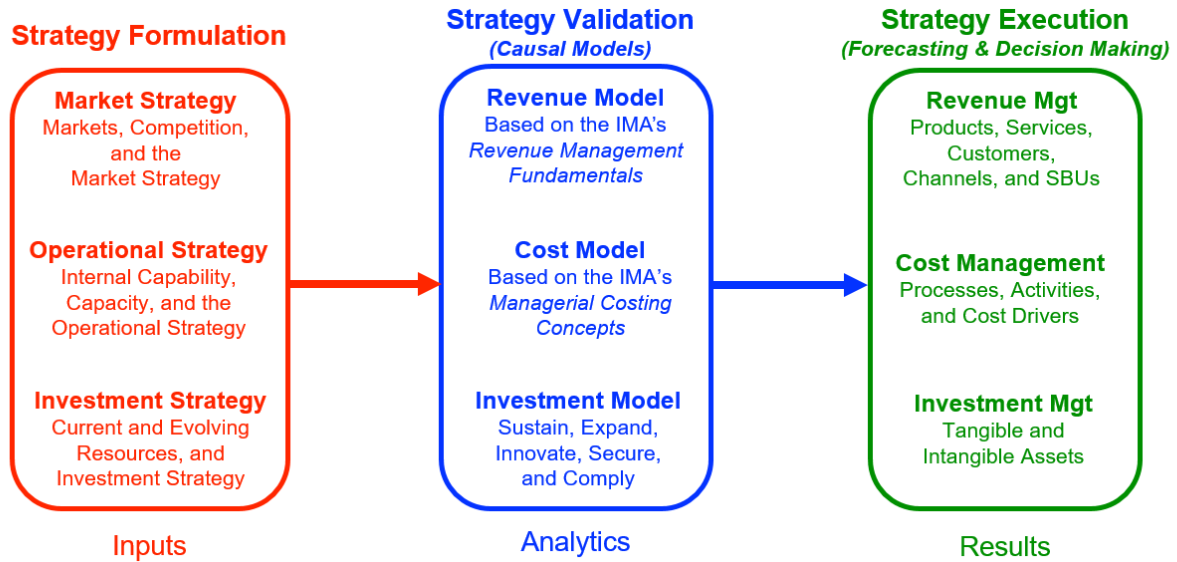 Strategy Formulation
Market Strategy
Markets, Competition,
and the
Market Strategy
Operational Strategy
Internal Capability,
Capacity, and the
Operational Strategy
Investment Strategy
Current and Evolving
Resources, and
Investment Strategy
Inputs
Strategy Validation
(Causal Models)
Revenue Model
Based on the IMA's
Revenue Management
Fundamentals
Cost Model
Based on the IMA's
Managerial Costing
Concepts
Investment Model
Sustain, Expand,
Innovate, Secure,
and Comply
Analytics
Strategy Execution
(Forecasting & Decision Making)
Revenue Mgt
Products, Services,
Customers,
Channels, and SBUs
Cost Management
Processes, Activities,
and Cost Drivers
Investment Mgt
Tangible and
Intangible Assets
Results